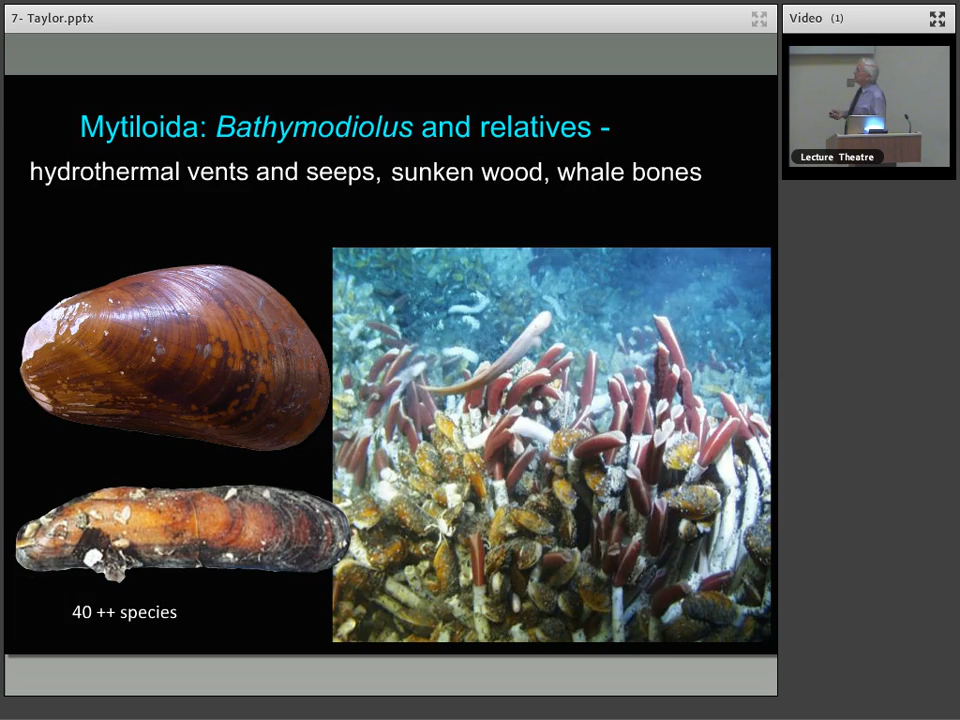 7- Taylor.pptx
Video (1)
Mytiloida: Bathymodiolus and relatives -
hydrothermal vents and seeps, sunken wood, whale bones
40 ++ species
Lecture Theatre